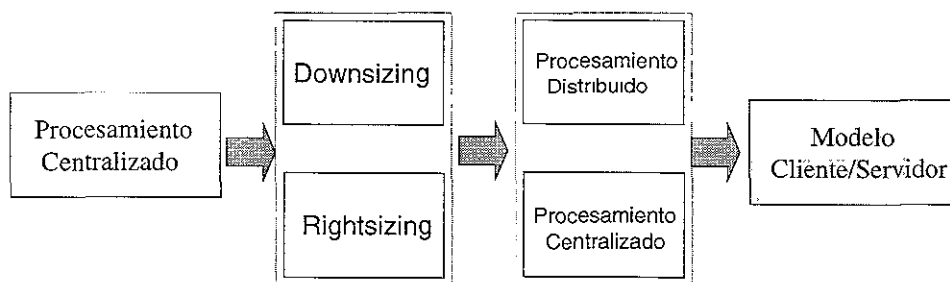 Procesamiento
Centralizado
Downsizing
Rightsizing
Procesamiento
Distribuido
Procesamiento
Centralizado
Modelo
Cliente/Servidor